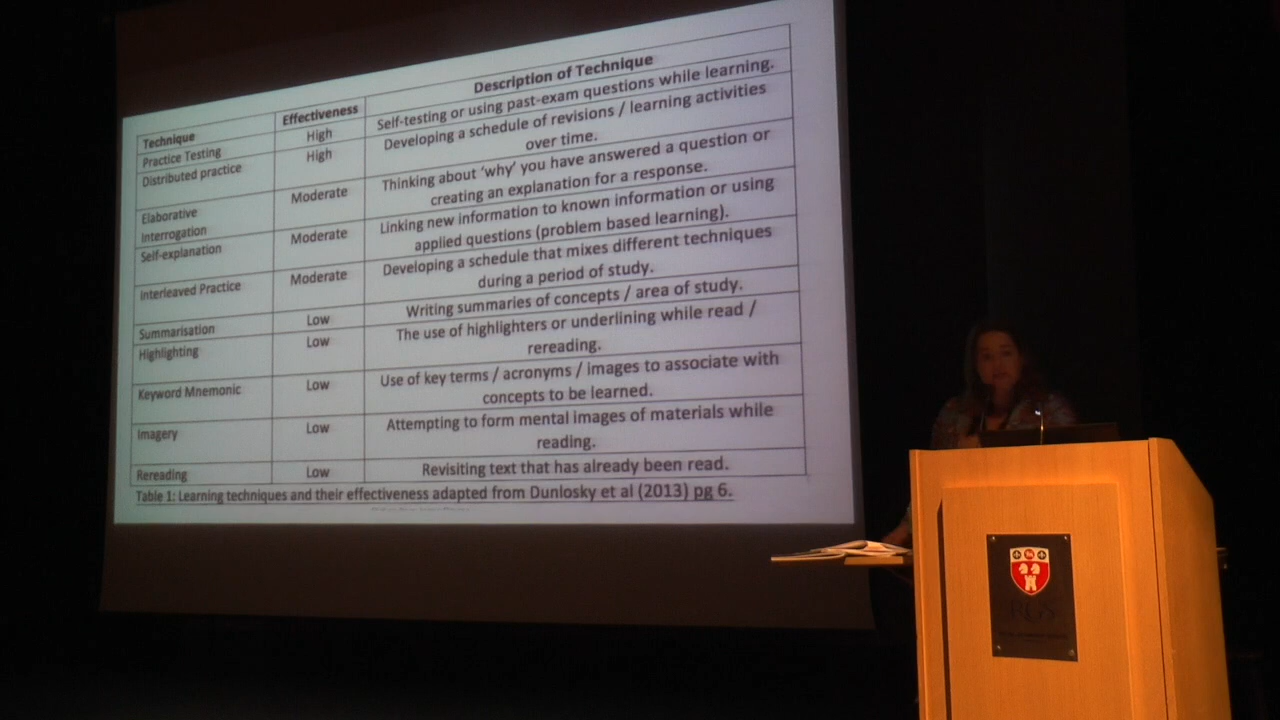 Technique Effectiveness Description of Technique
Practice Testing High Self-testing or using past-exam questions while learning.
Distributed practice High Developing a schedule of revisions / learning activities
over time.
Elaborative Moderate Thinking about ‘why’ you have answered a question or
Interrogation creating an explanation for a response.
Self-explanation Moderate Linking new information to known information or using
applied questions (problem based learning).
Interleaved Practice Moderate Developing a schedule that mixes different techniques
during a period of study.
Summarisation Low Writing summaries of concepts / area of study.
Highlighting Low The use of highlighters or underlining while read /
rereading.
Keyword Mnemonic Low Use of key terms / acronyms / images to associate with
concepts to be learned.
Imagery Low Attempting to form mental images of materials while
reading.
Rereading Low Revisiting text that has already been read.
Table 1: Learning techniques and their effectiveness adapted from Dunlosky et al (2013) pg 6.
RGS